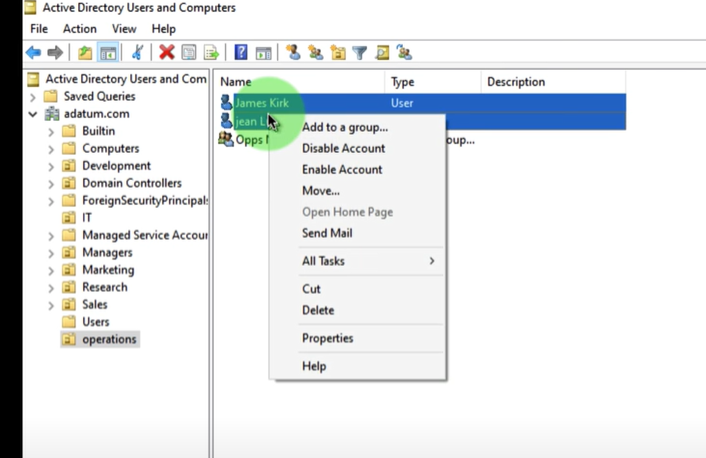 Active Directory Users and Computers
File Action View Help
Active Directory Users and Com
Saved Queries
adatum.com
Builtin
Computers
Development
Domain Controllers
ForeignSecurityPrincipals
IT
Managed Service Accour
Managers
Marketing
Research
Sales
Users
operations
Name Type Description
James Kirk User
jean L
Opps
oup...
Add to a group...
Disable Account
Enable Account
Move...
Open Home Page
Send Mail
All Tasks
Cut
Delete
Properties
Help